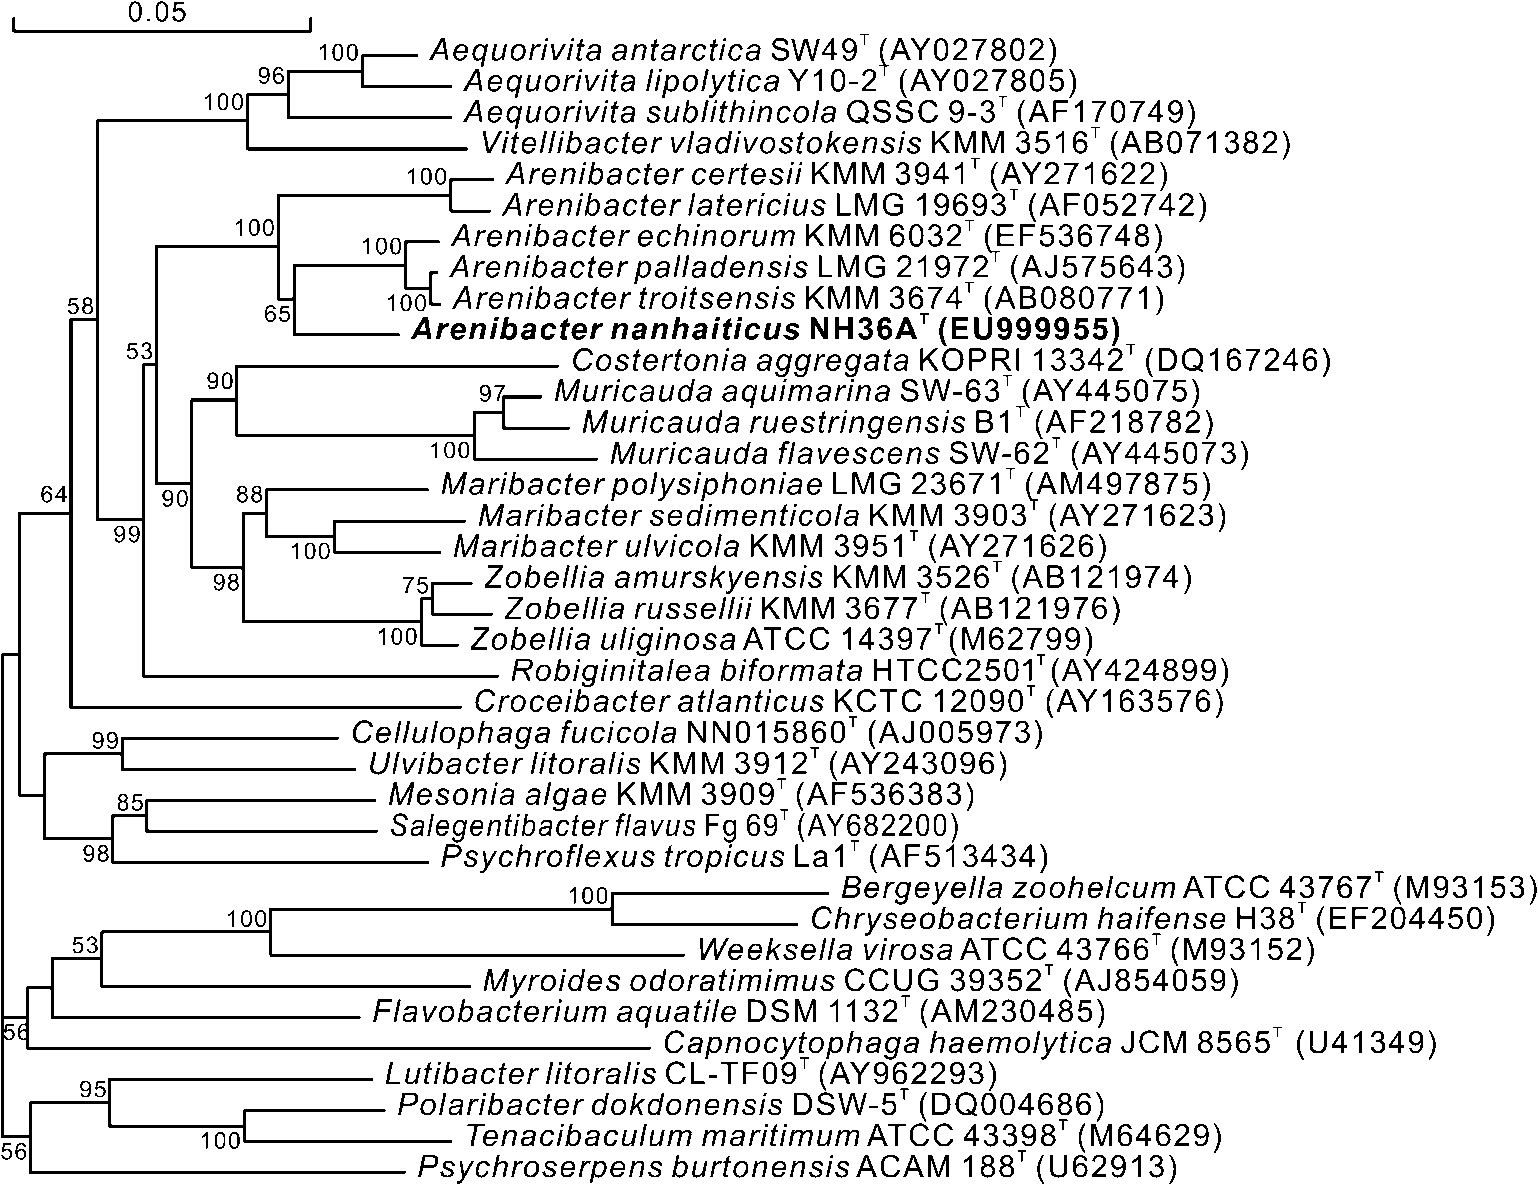 0.05
100 Aequorivita antarctica SW49T (AY027802)
96 Aequorivita lipolytica Y10-2T (AY027805)
100 Aequorivita sublithincola QSSC 9-3T (AF170749)
Vitellibacter vladivostokensis KMM 3516T (AB071382)
100 Arenibacter certesii KMM 3941T (AY271622)
Arenibacter latericius LMG 19693T (AF052742)
100 100 Arenibacter echinorum KMM 6032T (EF536748)
Arenibacter palladensis LMG 21972T (AJ575643)
58 65 100 Arenibacter troitsensis KMM 3674T (AB080771)
Arenibacter nanhaiticus NH36AT (EU999955)
53 Costertonia aggregata KOPRI 13342T (DQ167246)
90 97 Muricauda aquimarina SW-63T (AY445075)
Muricauda ruestringensis B1T (AF218782)
100 Muricauda flavescens SW-62T (AY445073)
64 90 88 Maribacter polysiphoniae LMG 23671T (AM497875)
99 Maribacter sedimenticola KMM 3903T (AY271623)
100 Maribacter ulvicola KMM 3951T (AY271626)
98 75 Zobellia amurskyensis KMM 3526T (AB121974)
Zobellia russellii KMM 3677T (AB121976)
100 Zobellia uliginosa ATCC 14397T (M62799)
Robiginitalea biformata HTCC2501T (AY424899)
Croceibacter atlanticus KCTC 12090T (AY163576)
99 Cellulophaga fucicola NN015860T (AJ005973)
Ulvibacter litoralis KMM 3912T (AY243096)
85 Mesonia algae KMM 3909T (AF536383)
Salegentibacter flavus Fg 69T (AY682200)
98 Psychroflexus tropicus La1T (AF513434)
100 Bergeyella zoohelcum ATCC 43767T (M93153)
100 Chryseobacterium haifense H38T (EF204450)
53 Weeksella virosa ATCC 43766T (M93152)
Myroides odoratimimus CCUG 39352T (AJ854059)
56 Flavobacterium aquatile DSM 1132T (AM230485)
Capnocytophaga haemolytica JCM 8565T (U41349)
95 Lutibacter litoralis CL-TF09T (AY962293)
Polaribacter dokdonensis DSW-5T (DQ004686)
56 100 Tenacibaculum maritimum ATCC 43398T (M64629)
Psychroserpens burtonensis ACAM 188T (U62913)